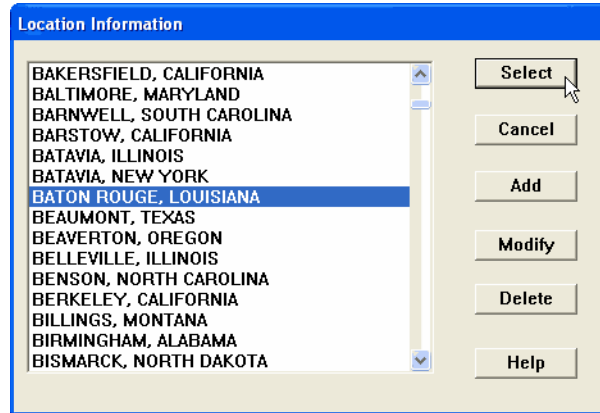 Location Information
BAKERSFIELD, CALIFORNIA
BALTIMORE, MARYLAND
BARNWELL, SOUTH CAROLINA
BARSTOW, CALIFORNIA
BATAVIA, ILLINOIS
BATAVIA, NEW YORK
BATON ROUGE, LOUISIANA
BEAUMONT, TEXAS
BEAVERTON, OREGON
BELLEVILLE, ILLINOIS
BENSON, NORTH CAROLINA
BERKELEY, CALIFORNIA
BILLINGS, MONTANA
BIRMINGHAM, ALABAMA
BISMARCK, NORTH DAKOTA
Select
Cancel
Add
Modify
Delete
Help